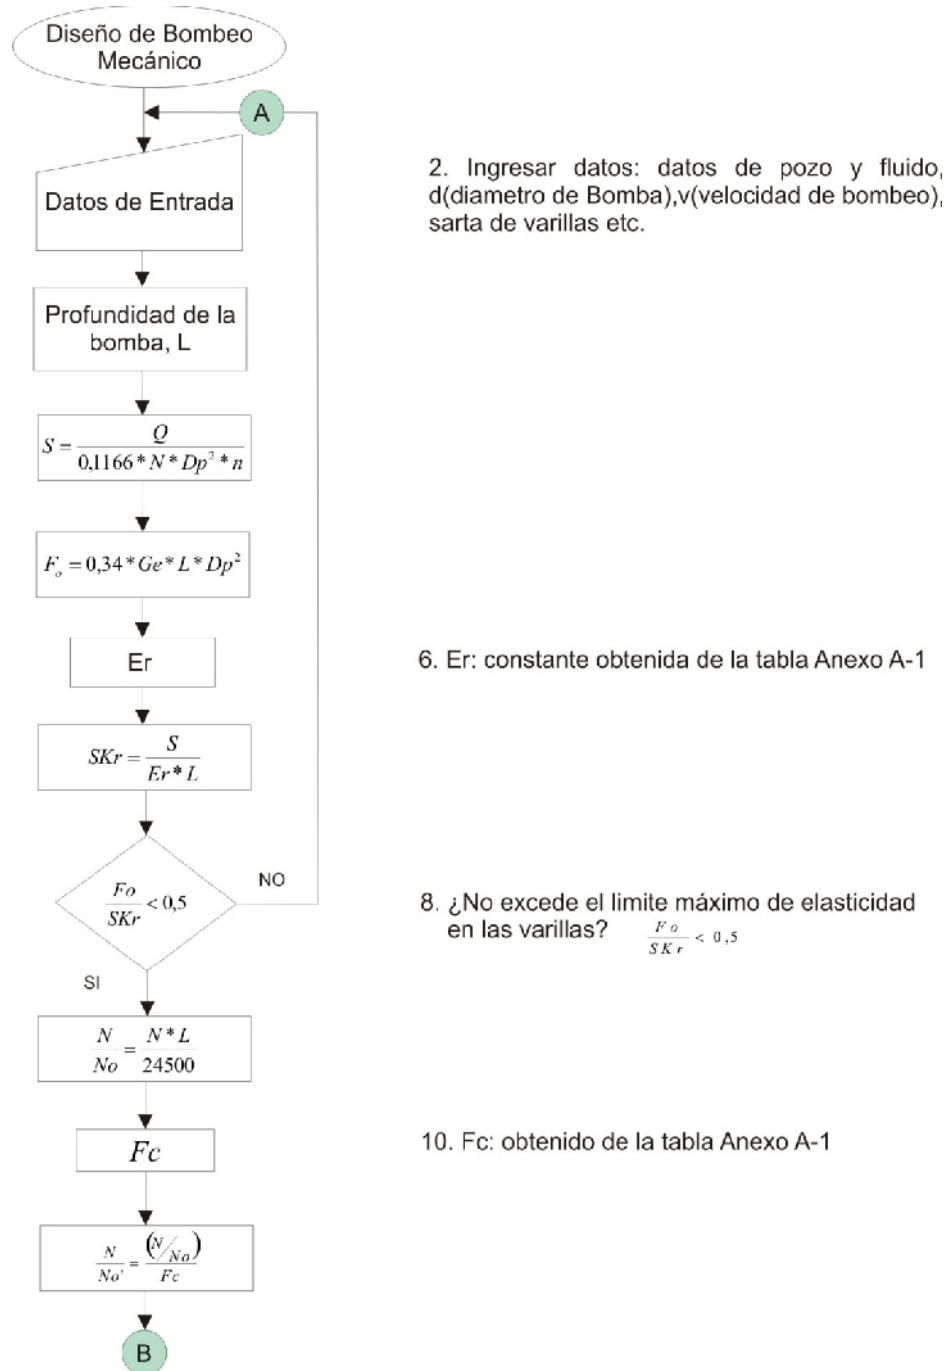 Diseño de Bombeo
Mecánico
A
Datos de Entrada
2. Ingresar datos: datos de pozo y fluido,
d(diametro de Bomba),v(velocidad de bombeo),
sarta de varillas etc.
Profundidad de la
bomba, L
S = Q / 0,1166 * N * Dp² * n
F_o = 0,34 * Ge * L * Dp²
Er
6. Er: constante obtenida de la tabla Anexo A-1
SKr = S / Er * L
Fo / SKr < 0,5
NO
SI
8. ¿No excede el limite máximo de elasticidad
en las varillas? Fo / SKr < 0,5
N / No = N * L / 24500
Fc
10. Fc: obtenido de la tabla Anexo A-1
N / No' = (N/No) / Fc
B